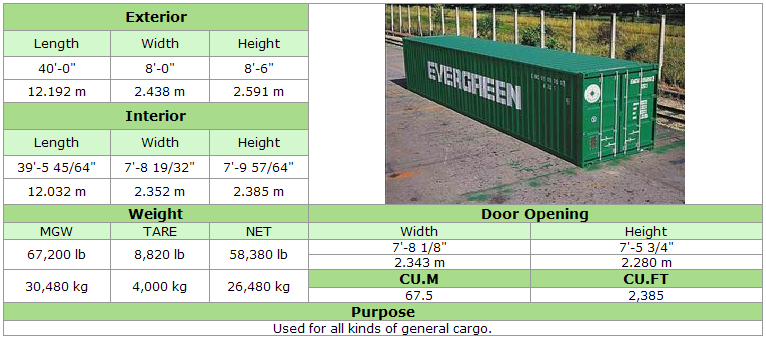 Exterior
Length Width Height
40'-0" 8'-0" 8'-6"
12.192 m 2.438 m 2.591 m
Interior
Length Width Height
39'-5 45/64" 7'-8 19/32" 7'-9 57/64"
12.032 m 2.352 m 2.385 m
EVERGREEN
Weight Door Opening
MGW TARE NET Width Height
67,200 lb 8,820 lb 58,380 lb 7'-8 1/8" 7'-5 3/4"
2.343 m 2.280 m
30,480 kg 4,000 kg 26,480 kg CU.M CU.FT
67.5 2,385
Purpose
Used for all kinds of general cargo.